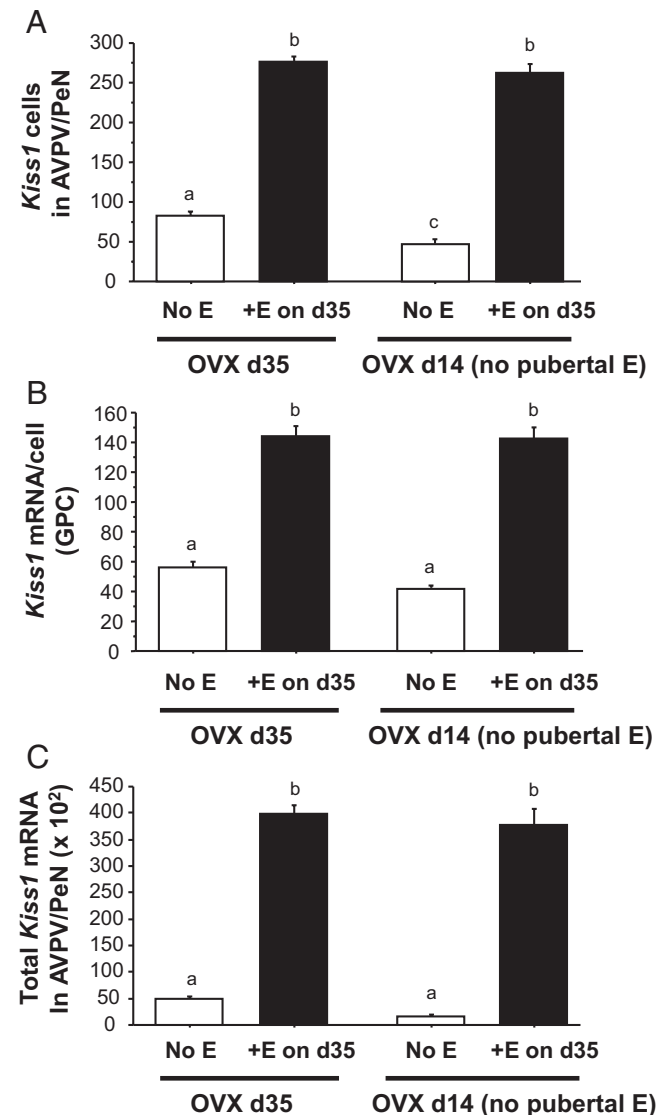 A
Kiss1 cells
in AVPV/PeN
300
250
200
150
100
50
0
a
b
c
b
No E +E on d35 No E +E on d35
OVX d35 OVX d14 (no pubertal E)
B
Kiss1 mRNA/cell
(GPC)
160
140
120
100
80
60
40
20
0
a
b
a
b
No E +E on d35 No E +E on d35
OVX d35 OVX d14 (no pubertal E)
C
Total Kiss1 mRNA
In AVPV/PeN (x 10²)
450
400
350
300
250
200
150
100
50
0
a
b
a
b
No E +E on d35 No E +E on d35
OVX d35 OVX d14 (no pubertal E)